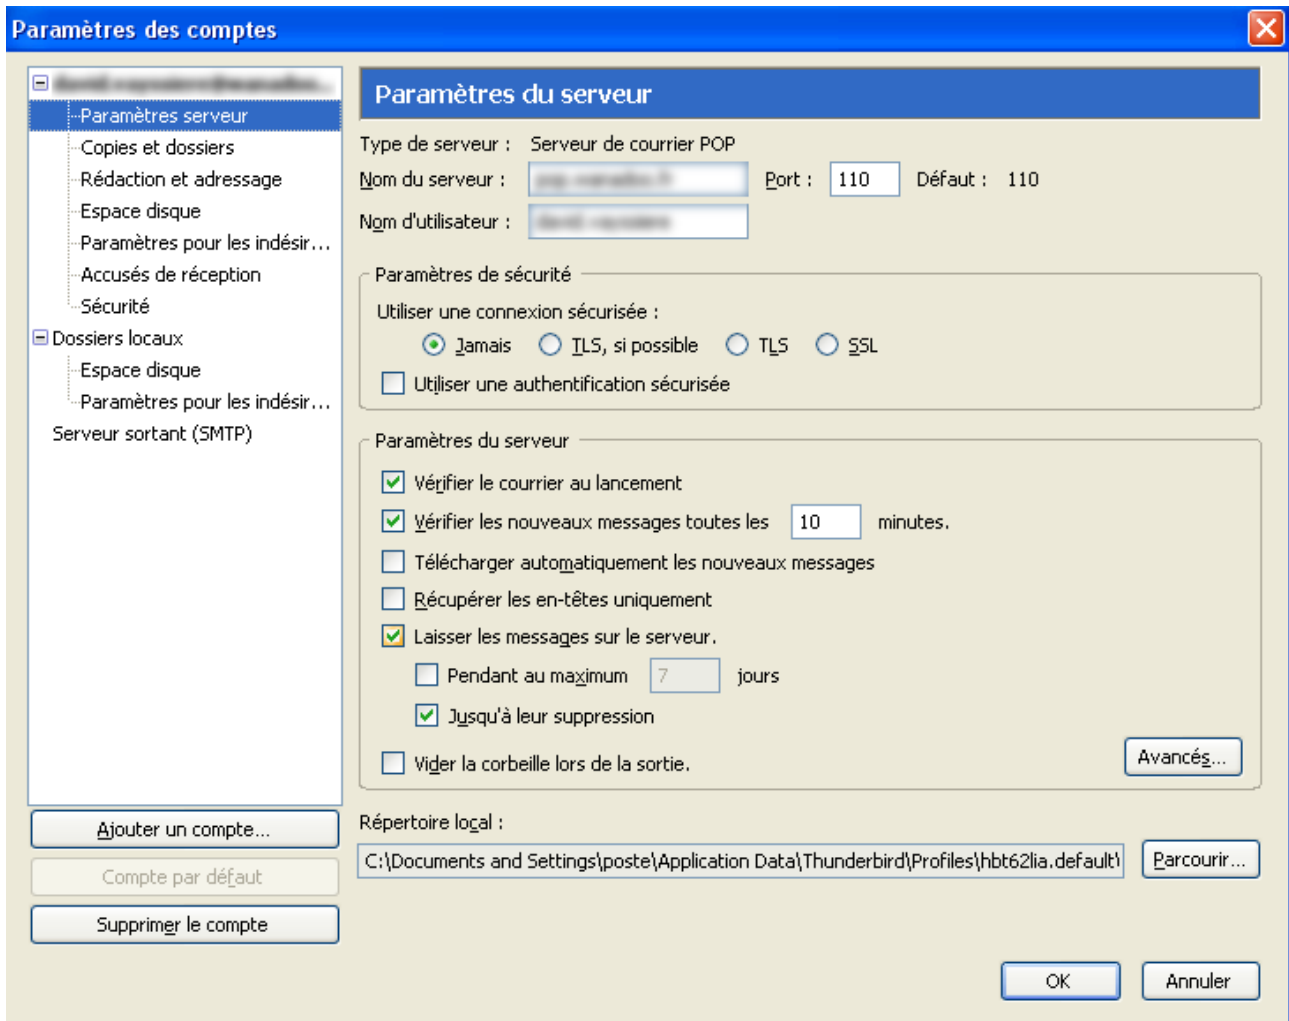 Paramètres des comptes
Paramètres serveur
Copies et dossiers
Rédaction et adressage
Espace disque
Paramètres pour les indésir...
Accusés de réception
Sécurité
Dossiers locaux
Espace disque
Paramètres pour les indésir...
Serveur sortant (SMTP)
Ajouter un compte...
Compte par défaut
Supprimer le compte
Paramètres du serveur
Type de serveur : Serveur de courrier POP
Nom du serveur : Port : 110 Défaut : 110
Nom d'utilisateur :
Paramètres de sécurité
Utiliser une connexion sécurisée :
Jamais TLS, si possible TLS SSL
Utiliser une authentification sécurisée
Paramètres du serveur
Vérifier le courrier au lancement
Vérifier les nouveaux messages toutes les 10 minutes.
Télécharger automatiquement les nouveaux messages
Récupérer les en-têtes uniquement
Laisser les messages sur le serveur.
Pendant au maximum 7 jours
Jusqu'à leur suppression
Vider la corbeille lors de la sortie.
Avancés...
Répertoire local :
C:\Documents and Settings\poste\Application Data\Thunderbird\Profiles\hbt62lia.default\
Parcourir...
OK Annuler